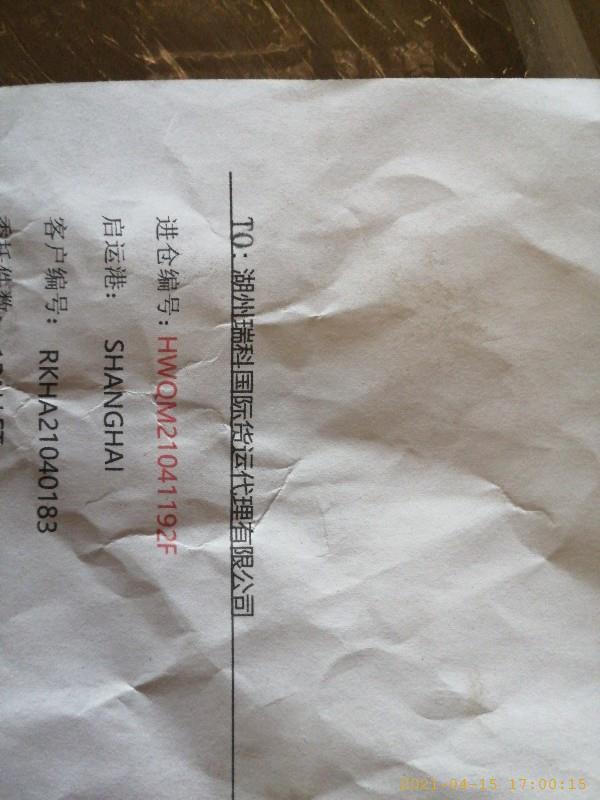 TO: 湖州瑞科国际货运代理有限公司
进仓编号：HWQM21041192F
启运港： SHANGHAI
客户编号： RKHA21040183
2021-04-15 17:00:15